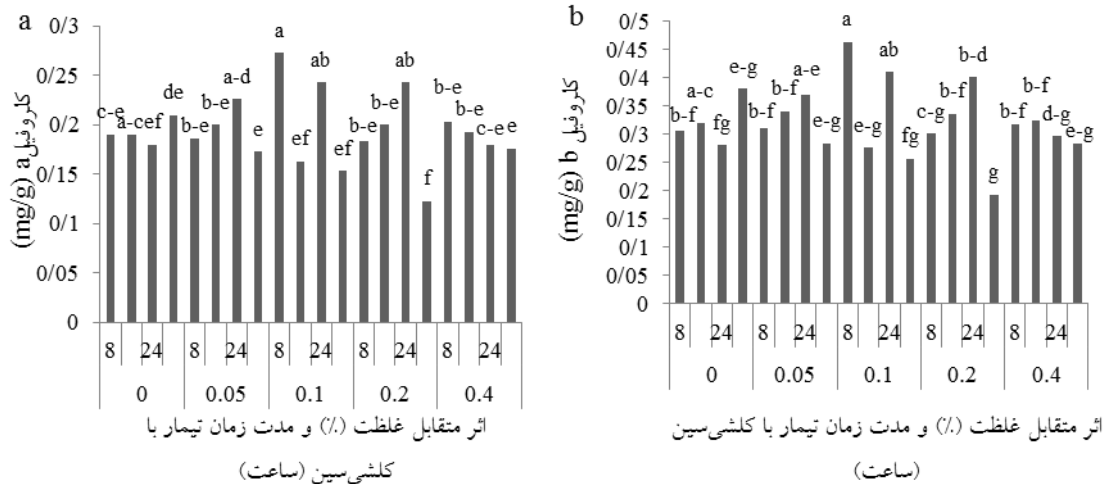 a
کلروفیل a (mg/g)
0/3
0/25
0/2
0/15
0/1
0/05
0
c-e
a-c
ef
de
b-e
b-e
a-d
e
a
ef
ab
ef
b-e
b-e
ab
f
b-e
b-e
c-e
e
8 24 8 24 8 24 8 24 8 24
0 0.05 0.1 0.2 0.4
اثر متقابل غلظت (٪) و مدت زمان تیمار با
کلشی‌سین (ساعت)
b
کلروفیل b (mg/g)
0/5
0/45
0/4
0/35
0/3
0/25
0/2
0/15
0/1
0/05
0
b-f
a-c
fg
e-g
b-f
b-f
a-e
e-g
a
e-g
ab
fg
c-g
b-f
b-d
g
b-f
b-f
d-g
e-g
8 24 8 24 8 24 8 24 8 24
0 0.05 0.1 0.2 0.4
اثر متقابل غلظت (٪) و مدت زمان تیمار با کلشی‌سین
(ساعت)